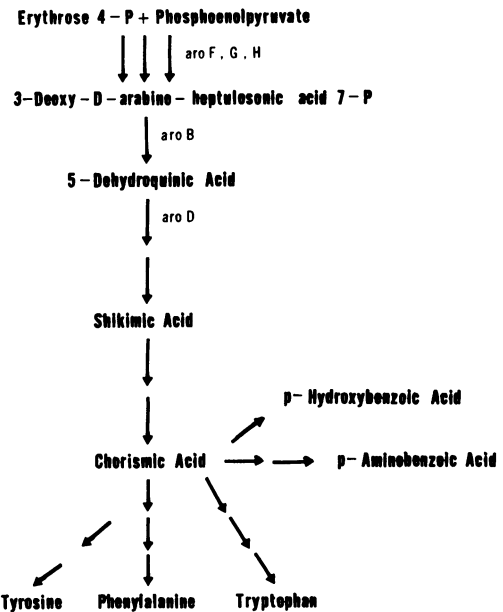 Erythrose 4-P + Phosphoenolpyruvate
aro F, G, H
3-Deoxy-D-arabino-heptulosonic acid 7-P
aro B
5-Dehydroquinic Acid
aro D
Shikimic Acid
p-Hydroxybenzoic Acid
Chorismic Acid
p-Aminobenzoic Acid
Tyrosine
Phenylalanine
Tryptophan